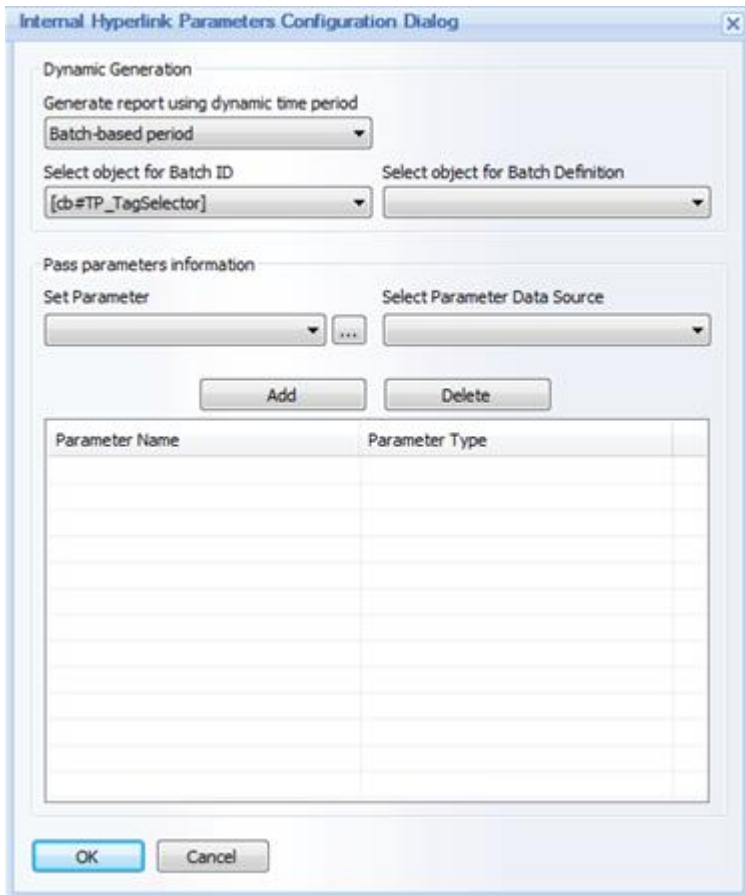 Internal Hyperlink Parameters Configuration Dialog
Dynamic Generation
Generate report using dynamic time period
Batch-based period
Select object for Batch ID
Select object for Batch Definition
[cb#TP_TagSelector]
Pass parameters information
Set Parameter
Select Parameter Data Source
...
Add
Delete
Parameter Name
Parameter Type
OK
Cancel